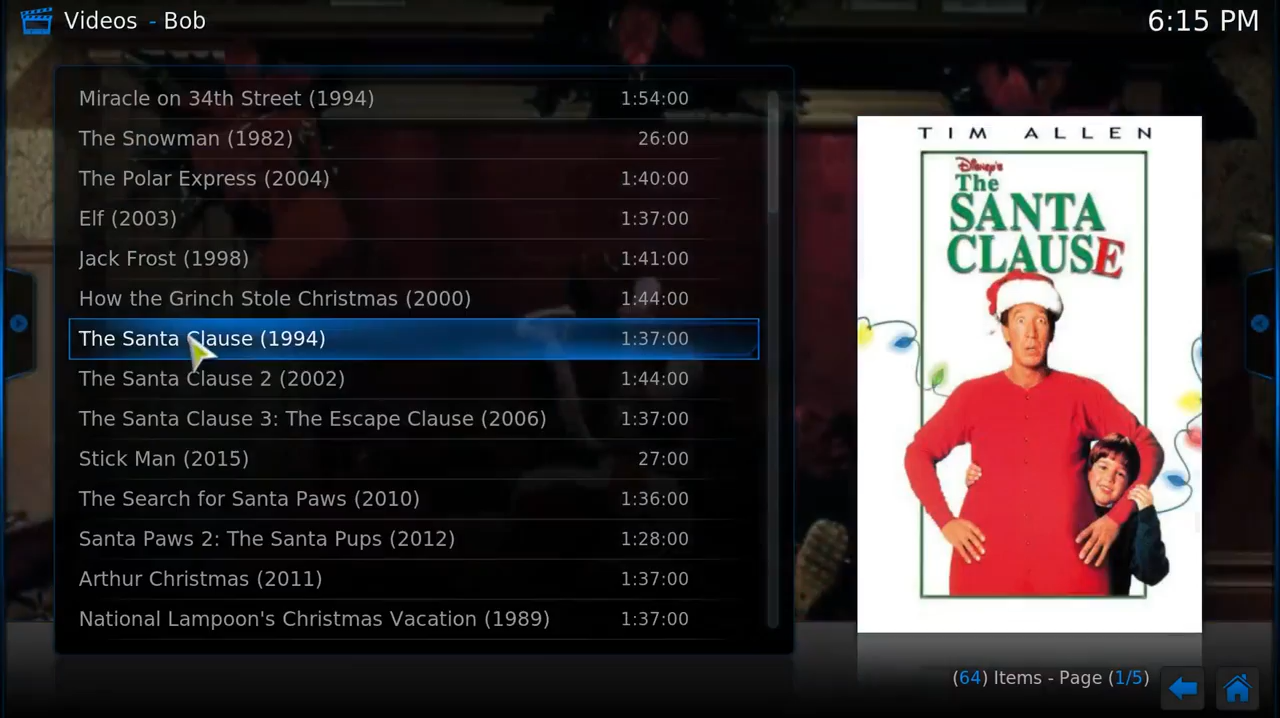 Videos - Bob
6:15 PM
Miracle on 34th Street (1994) 1:54:00
The Snowman (1982) 26:00
The Polar Express (2004) 1:40:00
Elf (2003) 1:37:00
Jack Frost (1998) 1:41:00
How the Grinch Stole Christmas (2000) 1:44:00
The Santa Clause (1994) 1:37:00
The Santa Clause 2 (2002) 1:44:00
The Santa Clause 3: The Escape Clause (2006) 1:37:00
Stick Man (2015) 27:00
The Search for Santa Paws (2010) 1:36:00
Santa Paws 2: The Santa Pups (2012) 1:28:00
Arthur Christmas (2011) 1:37:00
National Lampoon's Christmas Vacation (1989) 1:37:00
TIM ALLEN
Disney's
The
SANTA
CLAUSE
(64) Items - Page (1/5)